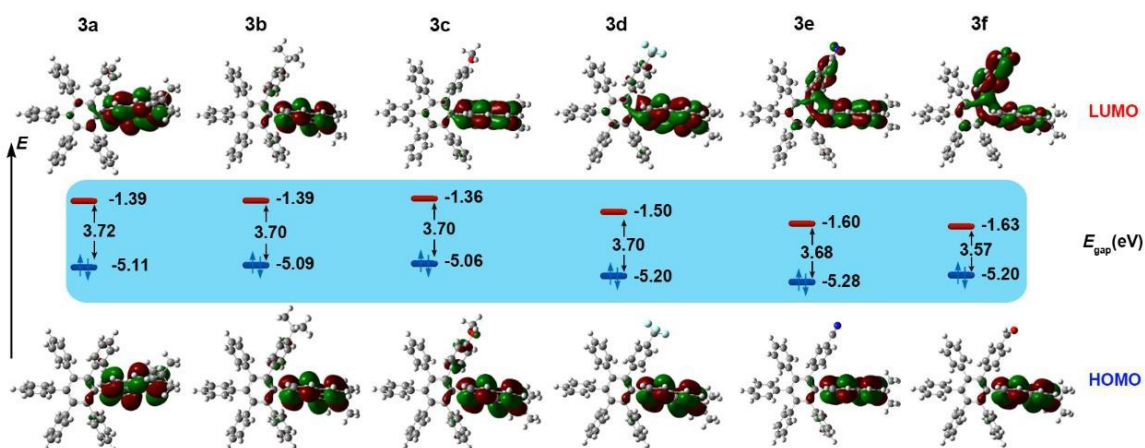 3a 3b 3c 3d 3e 3f
LUMO
E
-1.39 -1.39 -1.36 -1.50 -1.60 -1.63
3.72 3.70 3.70 3.70 3.68 3.57
Egap(eV)
-5.11 -5.09 -5.06 -5.20 -5.28 -5.20
HOMO